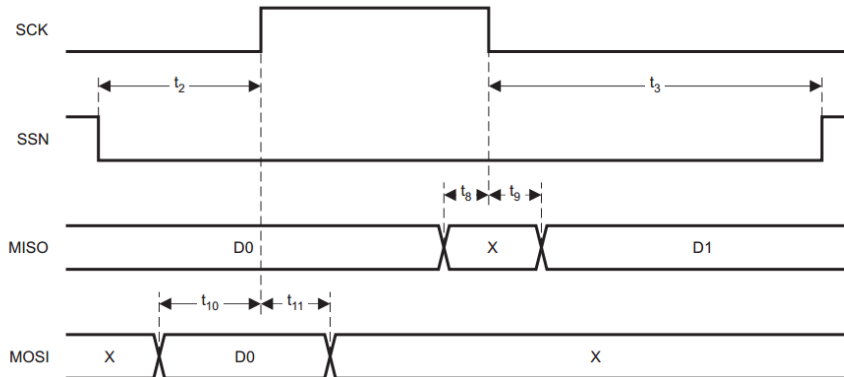 SCK
t2 t3
SSN
t8 t9
MISO D0 X D1
t10 t11
MOSI X D0 X